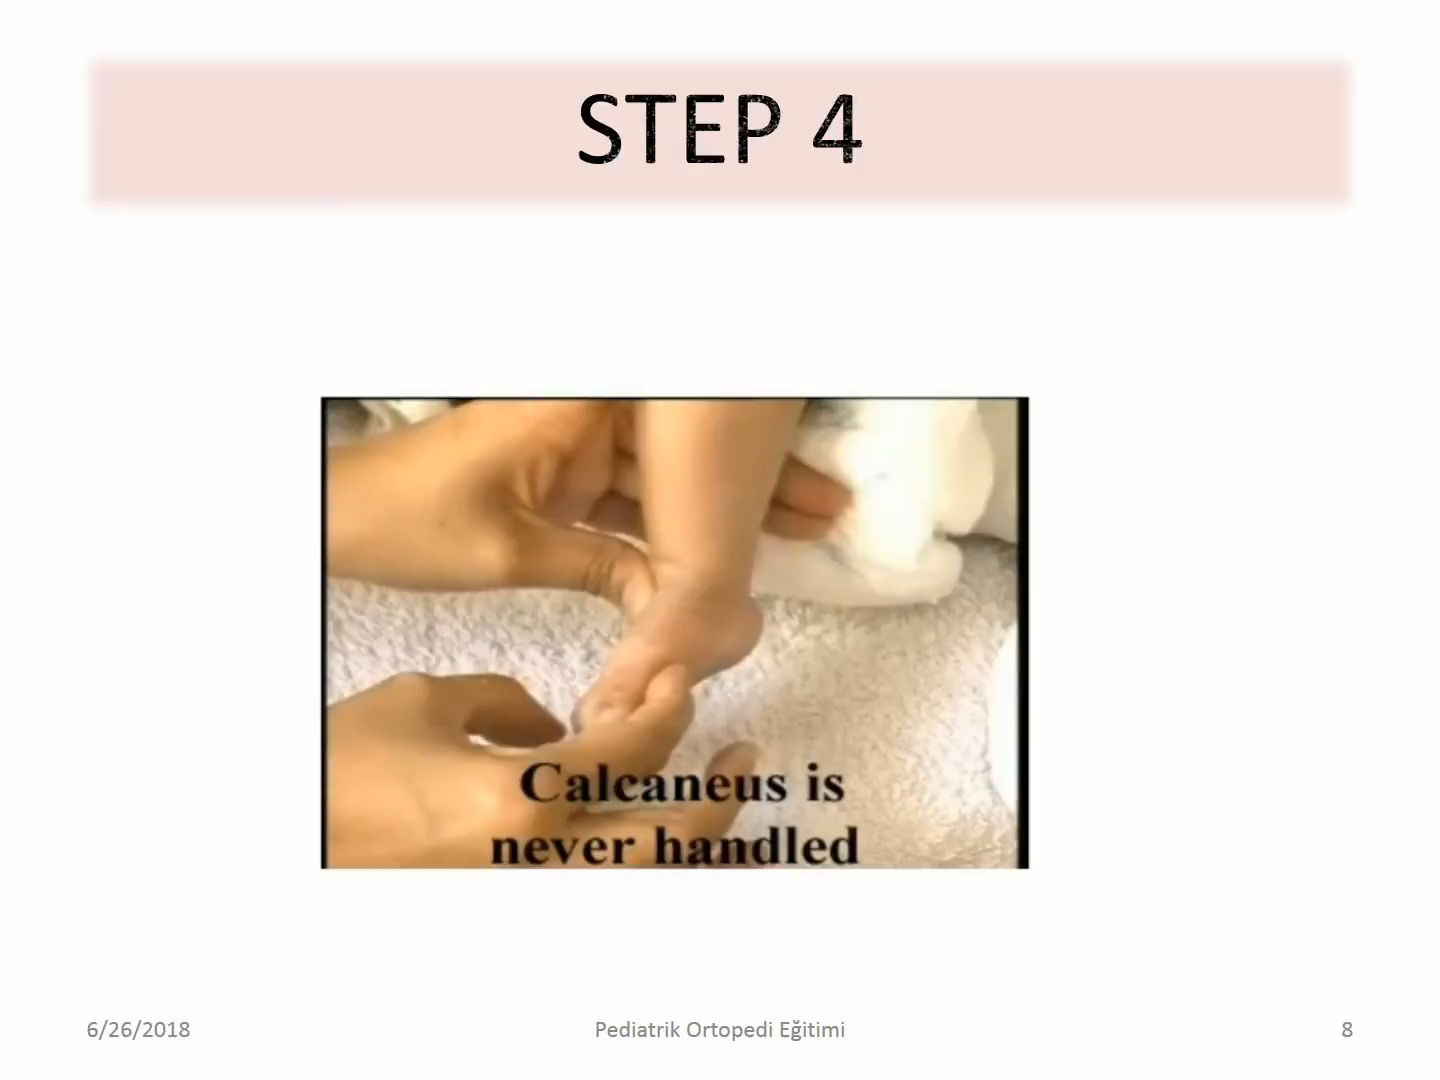 STEP 4
Calcaneus is
never handled
6/26/2018
Pediatrik Ortopedi Eğitimi
8